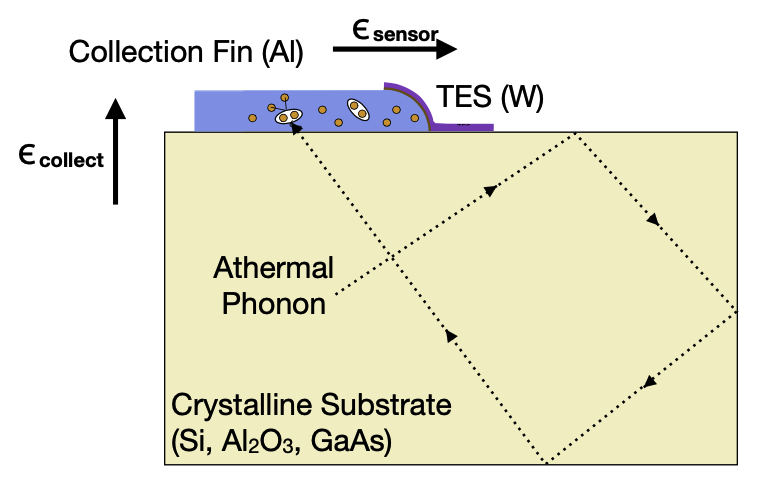 Collection Fin (Al)
ϵsensor
TES (W)
ϵcollect
Athermal
Phonon
Crystalline Substrate
(Si, Al₂O₃, GaAs)